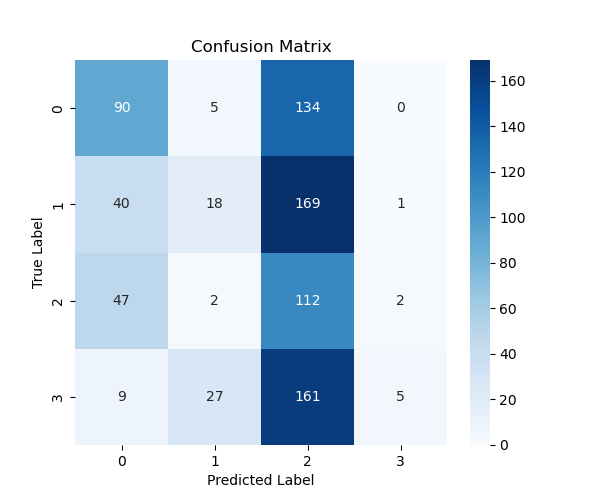 Confusion Matrix
0 90 5 134 0
1 40 18 169 1
2 47 2 112 2
3 9 27 161 5
0 1 2 3
Predicted Label
True Label
160
140
120
100
80
60
40
20
0